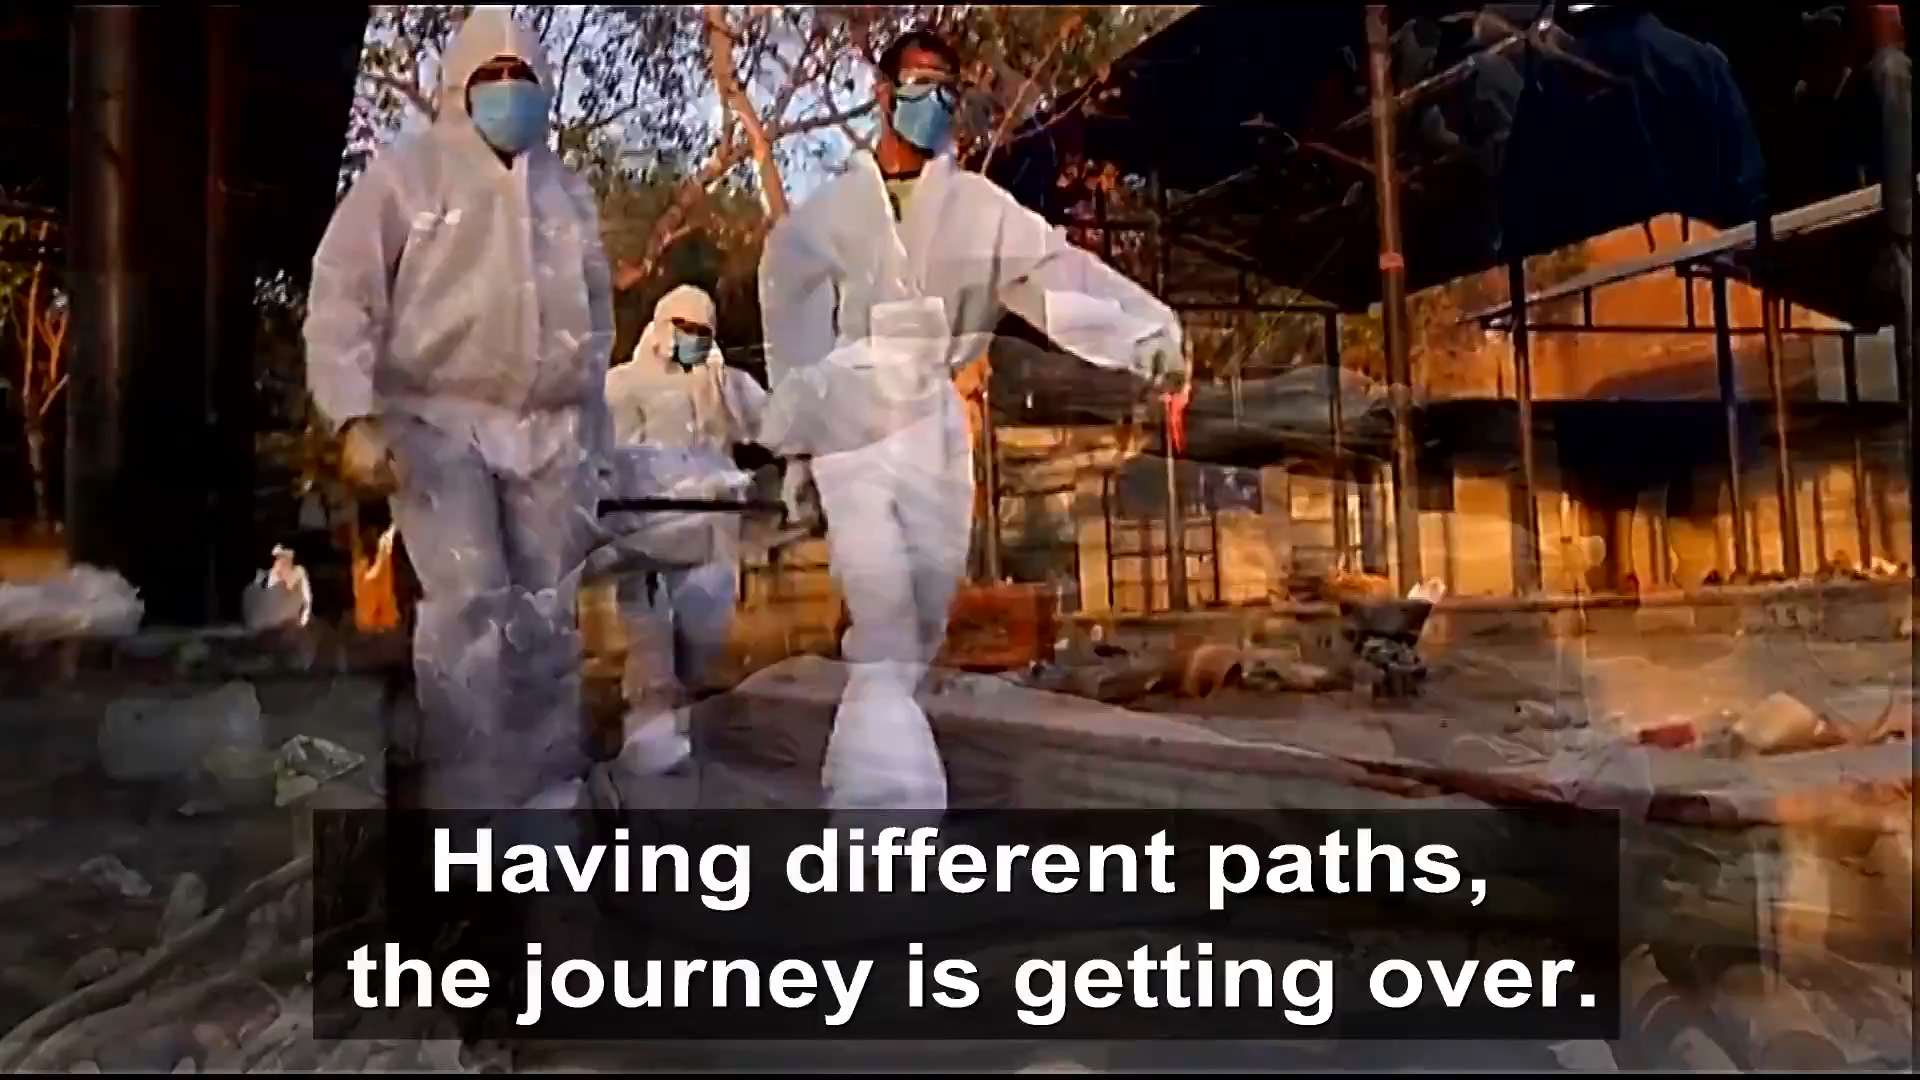 Having different paths,
the journey is getting over.